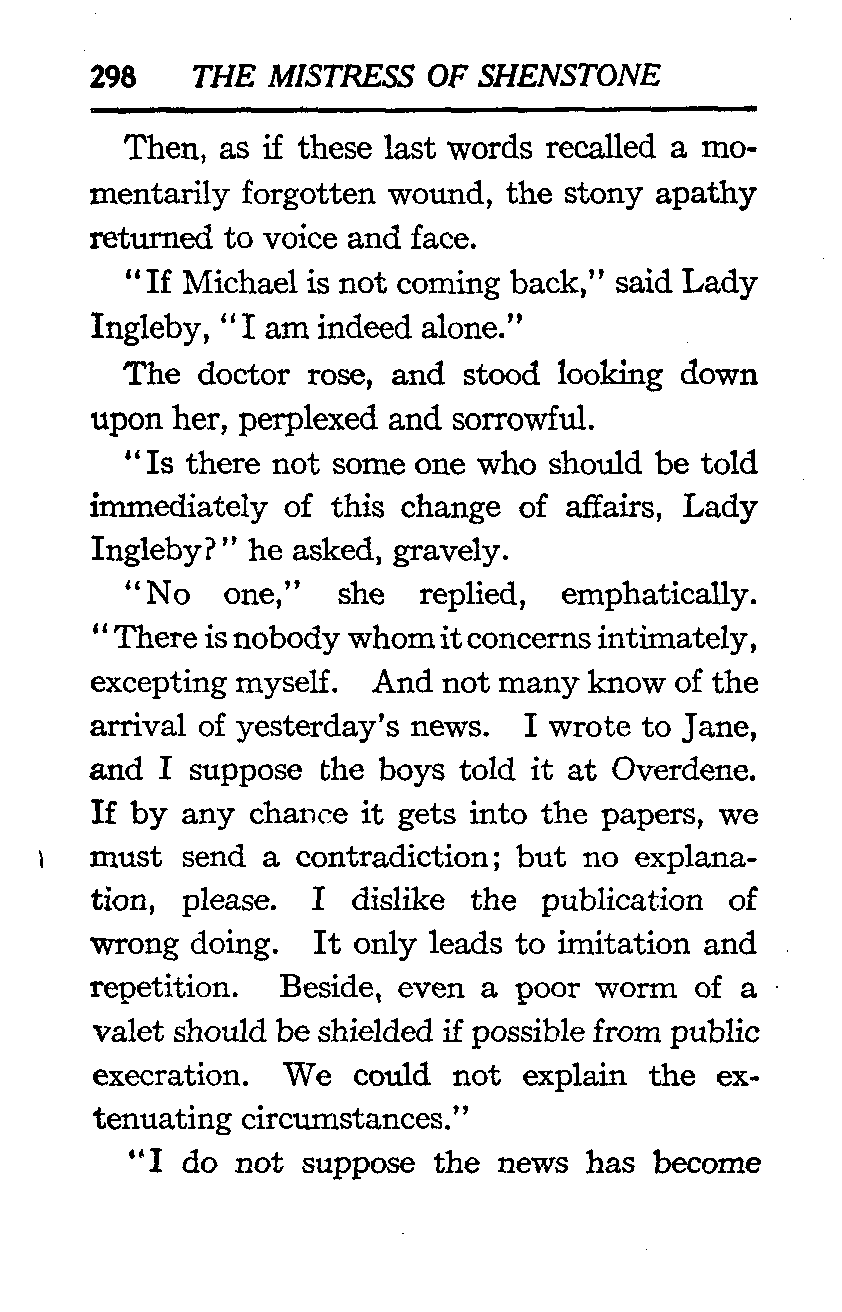 298 THE MISTRESS OF SHENSTONE
Then, as if these last words recalled a mo-
mentarily forgotten wound, the stony apathy
returned to voice and face.
"If Michael is not coming back," said Lady
Ingleby, "I am indeed alone."
The doctor rose, and stood looking down
upon her, perplexed and sorrowful.
"Is there not some one who should be told
immediately of this change of affairs, Lady
Ingleby?" he asked, gravely.
"No one," she replied, emphatically.
"There is nobody whom it concerns intimately,
excepting myself. And not many know of the
arrival of yesterday's news. I wrote to Jane,
and I suppose the boys told it at Overdene.
If by any chance it gets into the papers, we
must send a contradiction; but no explana-
tion, please. I dislike the publication of
wrong doing. It only leads to imitation and
repetition. Beside, even a poor worm of a
valet should be shielded if possible from public
execration. We could not explain the ex-
tenuating circumstances."
"I do not suppose the news has become